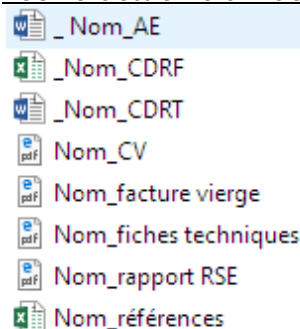 _ Nom_AE
_Nom_CDRF
_Nom_CDRT
Nom_CV
Nom_facture vierge
Nom_fiches techniques
Nom_rapport RSE
Nom_références